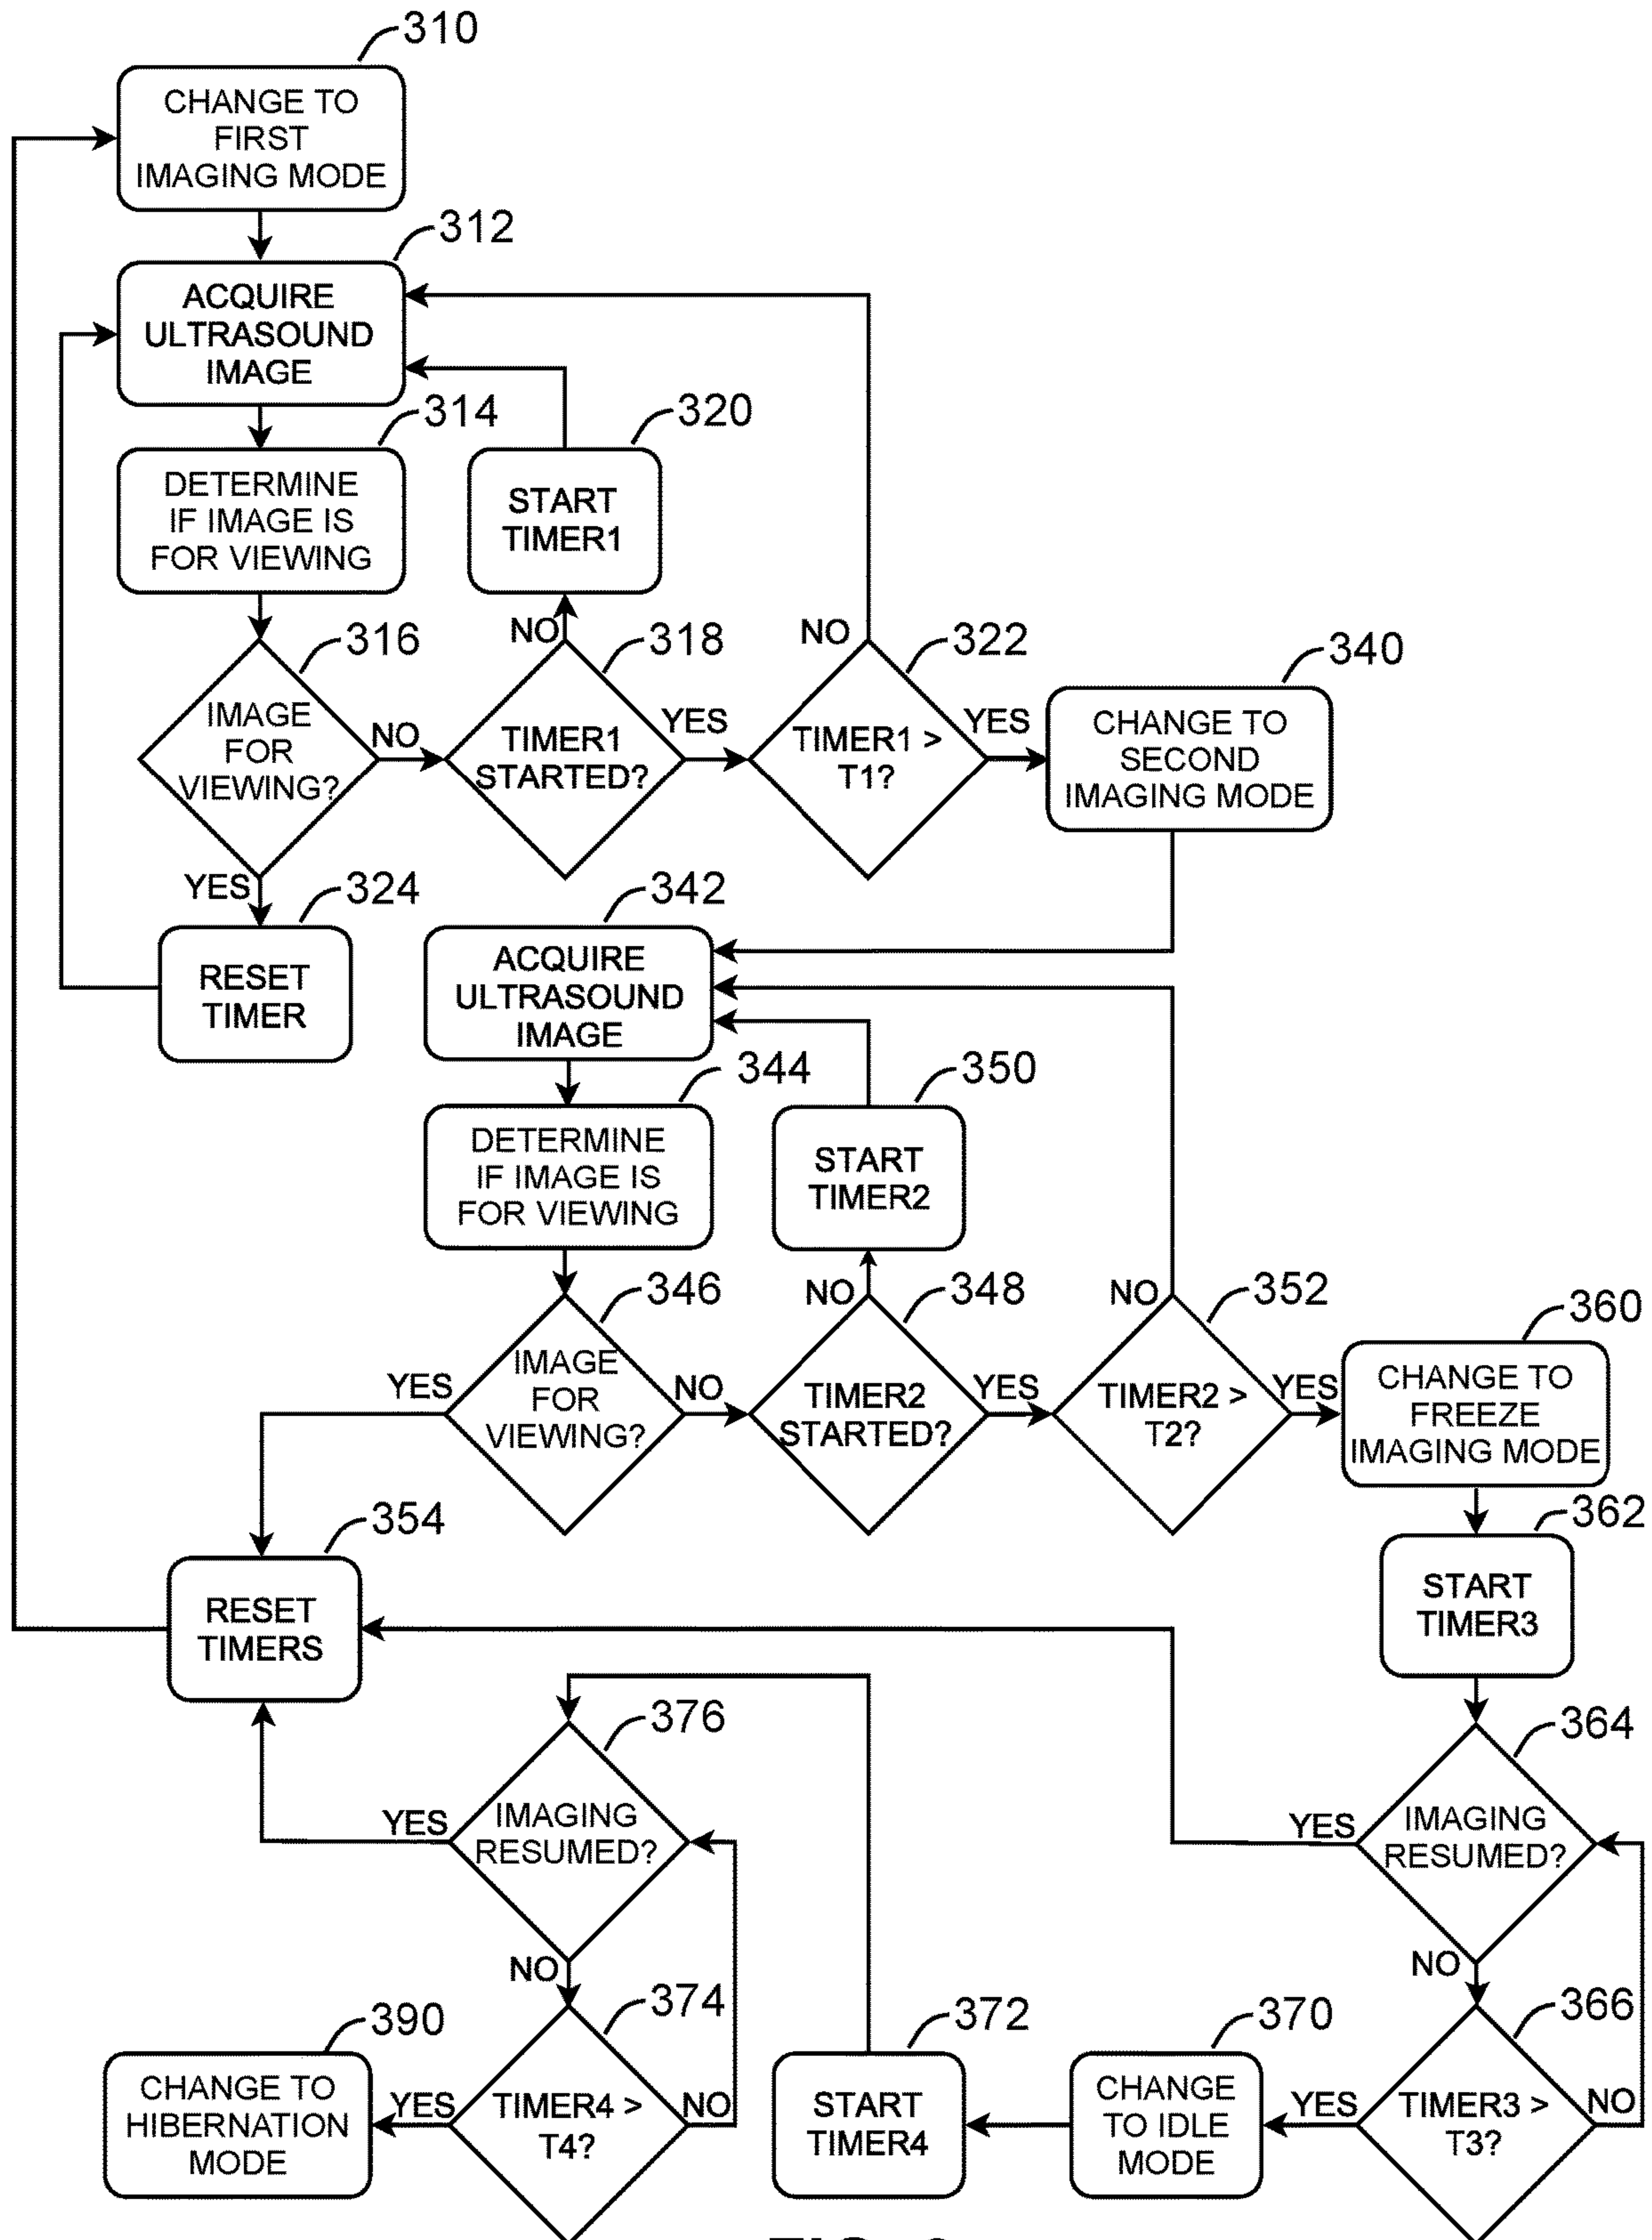 310
CHANGE TO
FIRST
IMAGING MODE
312
ACQUIRE
ULTRASOUND
IMAGE
314
DETERMINE
IF IMAGE IS
FOR VIEWING
320
START
TIMER1
316
IMAGE
FOR
VIEWING?
NO
YES
318
TIMER1
STARTED?
NO
YES
322
TIMER1 >
T1?
NO
YES
340
CHANGE TO
SECOND
IMAGING MODE
324
RESET
TIMER
342
ACQUIRE
ULTRASOUND
IMAGE
344
DETERMINE
IF IMAGE IS
FOR VIEWING
350
START
TIMER2
346
IMAGE
FOR
VIEWING?
YES
NO
348
TIMER2
STARTED?
NO
YES
352
TIMER2 >
T2?
NO
YES
360
CHANGE TO
FREEZE
IMAGING MODE
354
RESET
TIMERS
362
START
TIMER3
376
IMAGING
RESUMED?
YES
NO
364
IMAGING
RESUMED?
YES
NO
390
CHANGE TO
HIBERNATION
MODE
374
TIMER4 >
T4?
YES
NO
372
START
TIMER4
370
CHANGE
TO IDLE
MODE
366
TIMER3 >
T3?
YES
NO